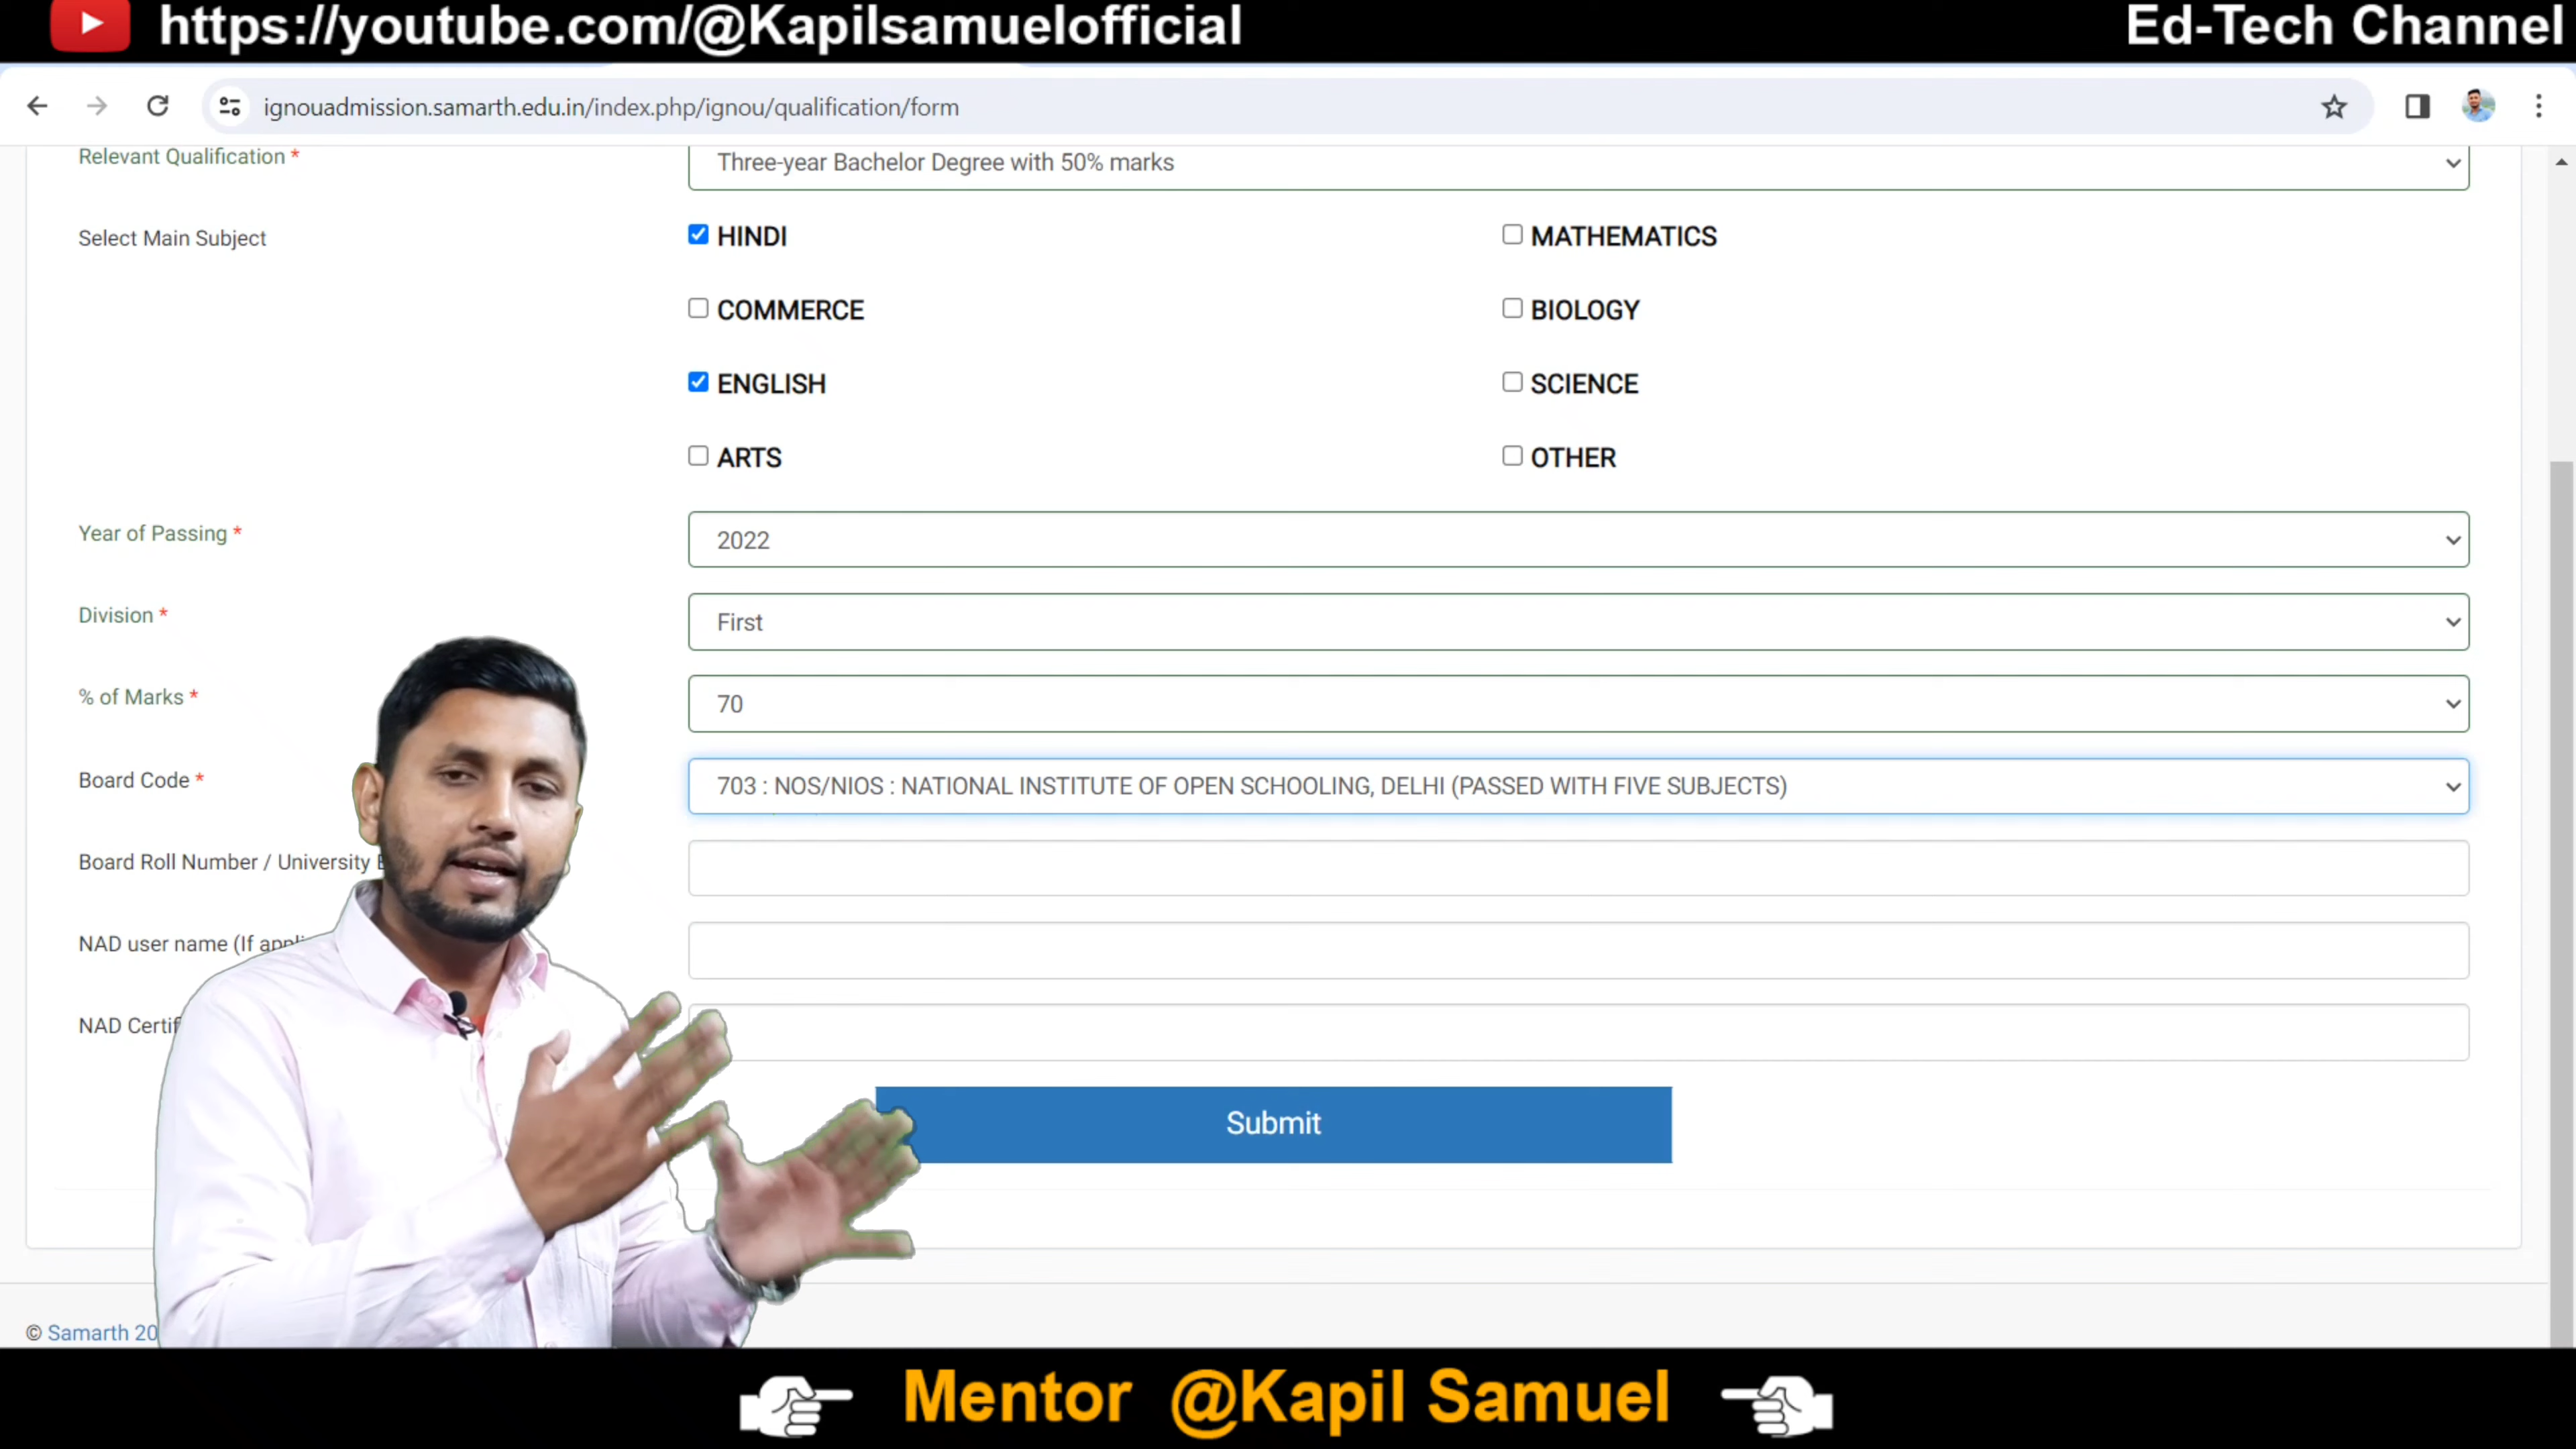 https://youtube.com/@Kapilsamuelofficial
Ed-Tech Channel
ignouadmission.samarth.edu.in/index.php/ignou/qualification/form
Relevant Qualification *
Three-year Bachelor Degree with 50% marks
Select Main Subject
HINDI
MATHEMATICS
COMMERCE
BIOLOGY
ENGLISH
SCIENCE
ARTS
OTHER
Year of Passing *
2022
Division *
First
% of Marks *
70
Board Code *
703 : NOS/NIOS : NATIONAL INSTITUTE OF OPEN SCHOOLING, DELHI (PASSED WITH FIVE SUBJECTS)
Board Roll Number / University
NAD user name (If
NAD
Submit
© Samarth
Mentor @Kapil Samuel